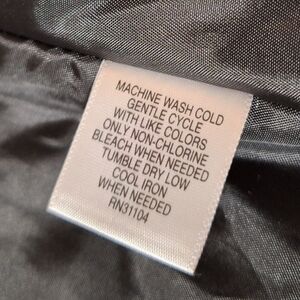 MACHINE WASH COLD
GENTLE CYCLE
WITH LIKE COLORS
ONLY NON-CHLORINE
BLEACH WHEN NEEDED
TUMBLE DRY LOW
COOL IRON
WHEN NEEDED
RN31104